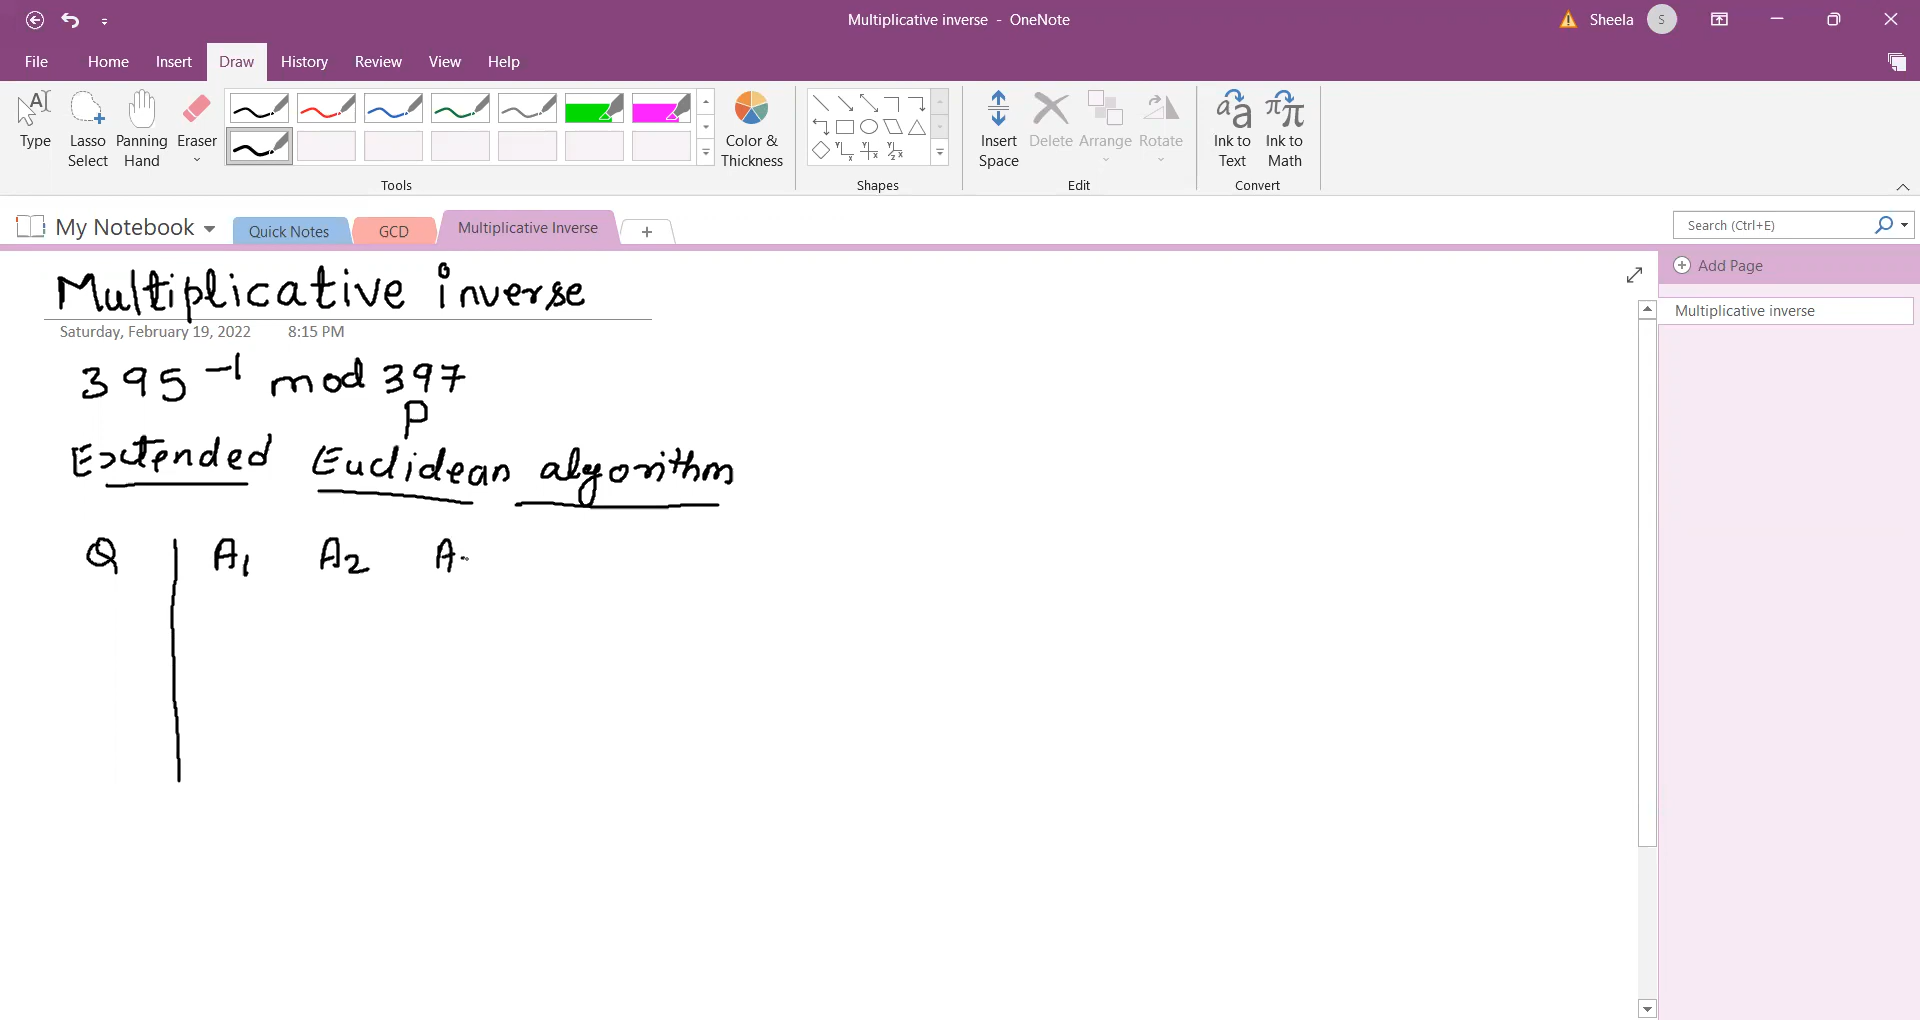 Multiplicative inverse - OneNote
Sheela S
File Home Insert Draw History Review View Help
Type
Lasso Select
Panning Hand
Eraser
Color & Thickness
Insert Space
Delete
Arrange
Rotate
Ink to Text
Ink to Math
Tools Shapes Edit Convert
My Notebook Quick Notes GCD Multiplicative Inverse + Search (Ctrl+E)
Add Page
Multiplicative inverse
Multiplicative inverse
Saturday, February 19, 2022 8:15 PM
395⁻¹ mod 397
P
Extended Euclidean algorithm
Q A₁ A₂ A